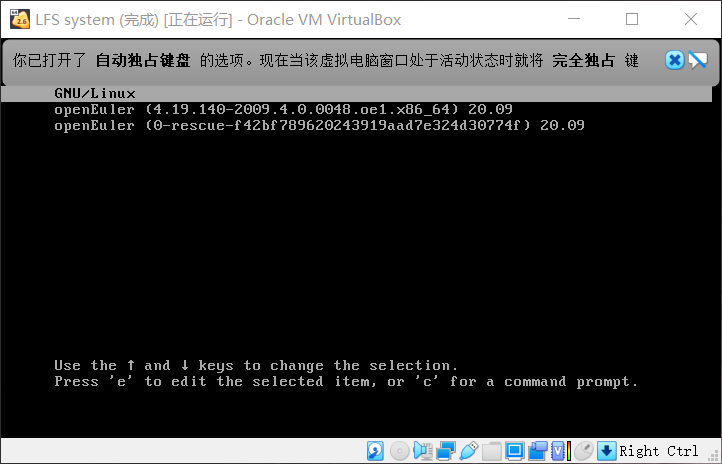 LFS system (完成) [正在运行] - Oracle VM VirtualBox
你已打开了 自动独占键盘 的选项。现在当该虚拟电脑窗口处于活动状态时就将 完全独占 键
GNU/Linux
openEuler (4.19.140-2009.4.0.0048.oe1.x86_64) 20.09
openEuler (0-rescue-f42bf789620243919aad7e324d30774f) 20.09
Use the ↑ and ↓ keys to change the selection.
Press 'e' to edit the selected item, or 'c' for a command prompt.
Right Ctrl